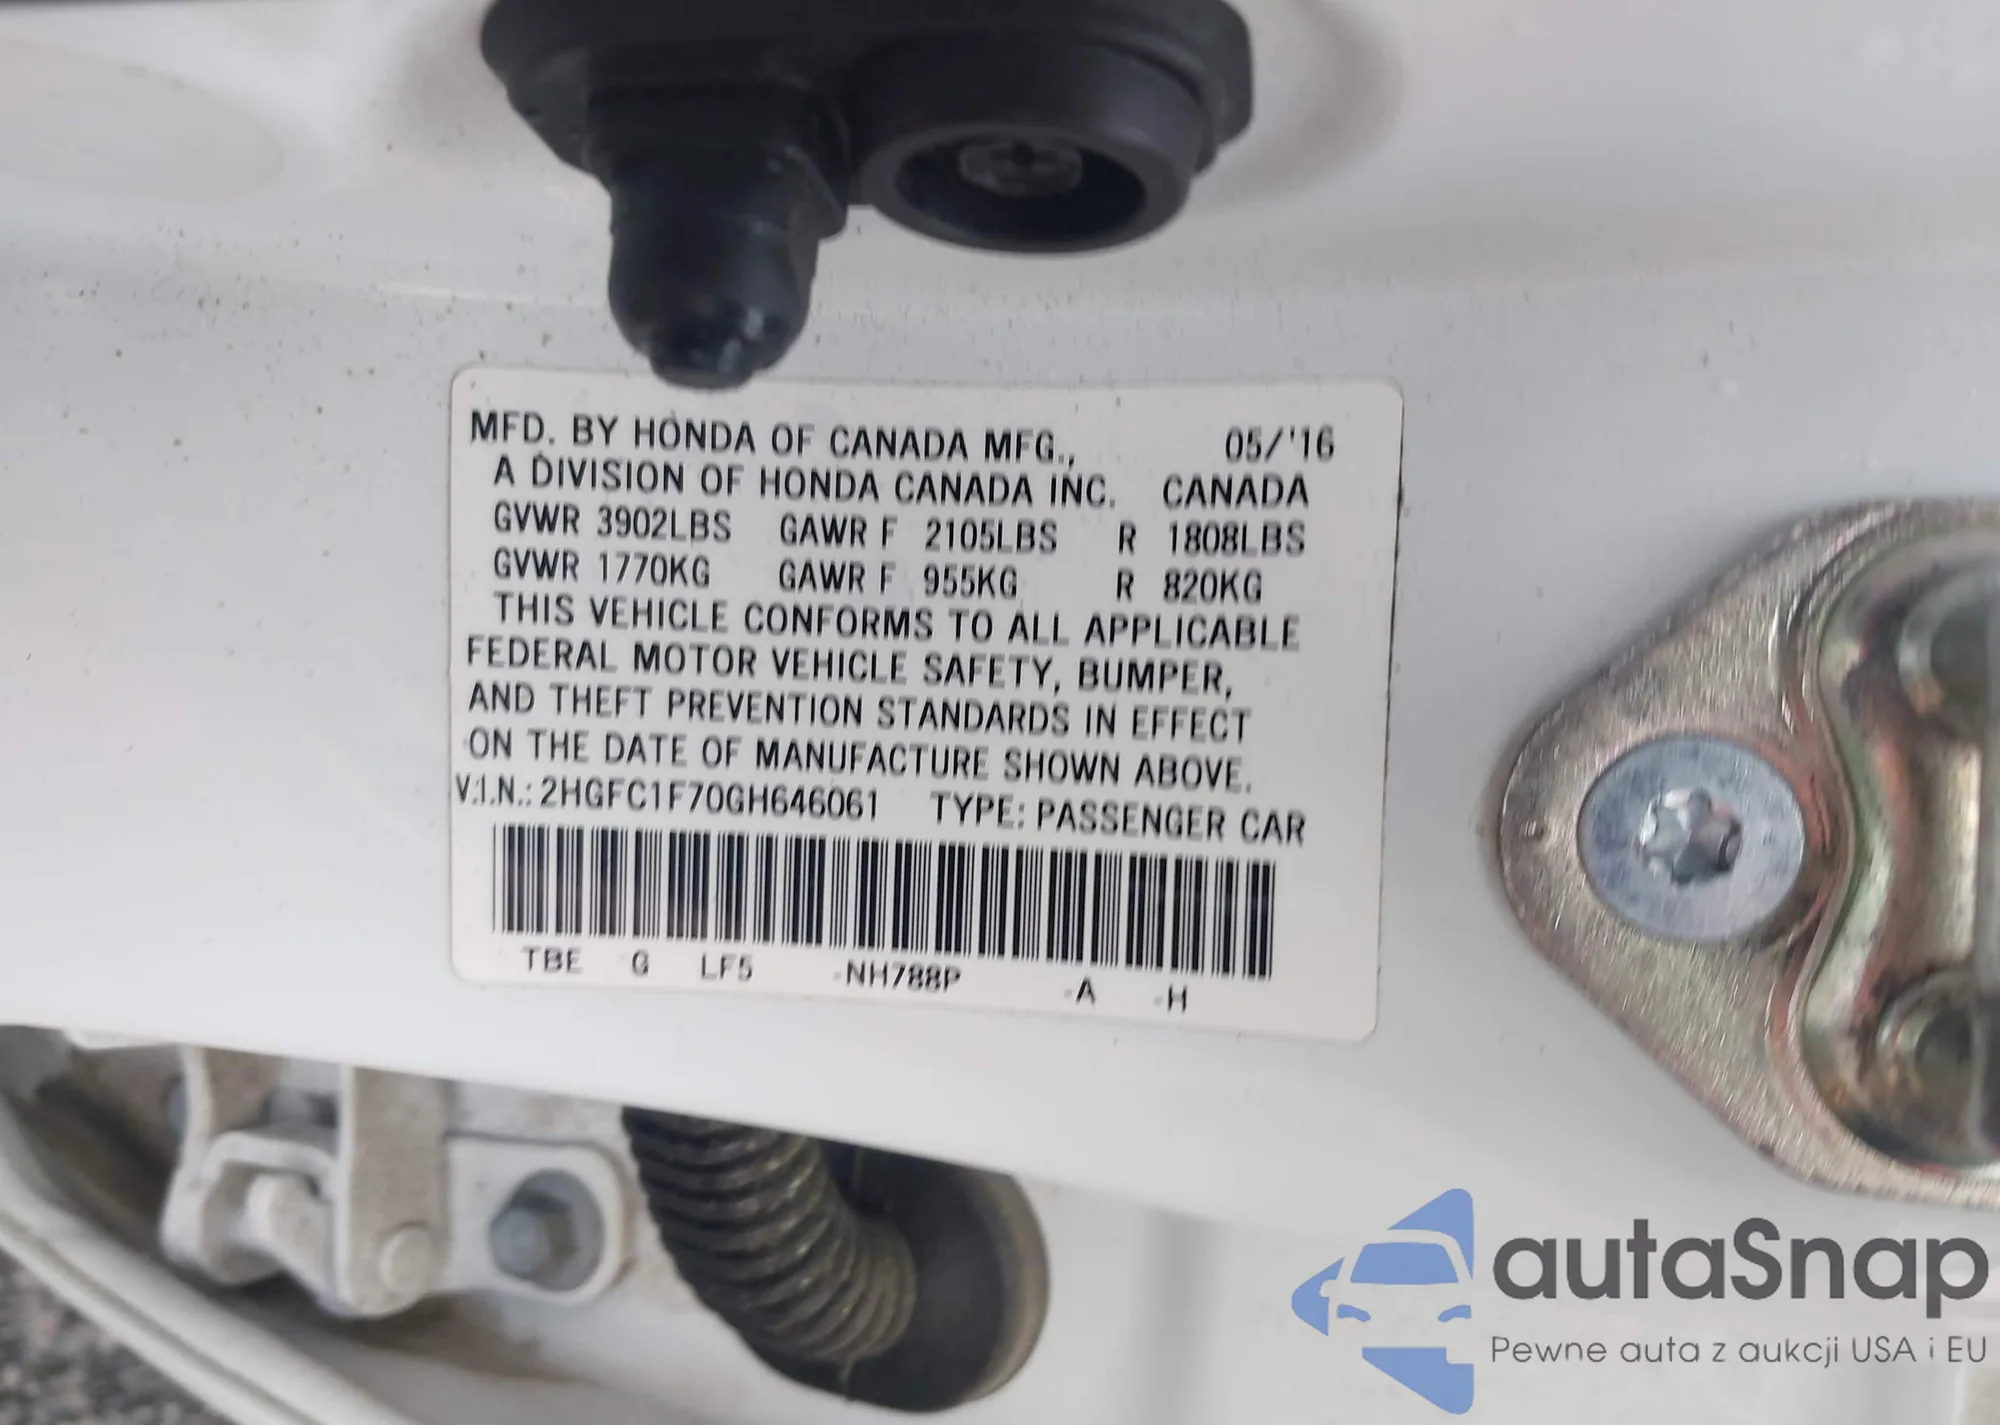 MFD. BY HONDA OF CANADA MFG., 05/'16
A DIVISION OF HONDA CANADA INC. CANADA
GVWR 3902LBS GAWR F 2105LBS R 1808LBS
GVWR 1770KG GAWR F 955KG R 820KG
THIS VEHICLE CONFORMS TO ALL APPLICABLE
FEDERAL MOTOR VEHICLE SAFETY, BUMPER,
AND THEFT PREVENTION STANDARDS IN EFFECT
ON THE DATE OF MANUFACTURE SHOWN ABOVE.
V.I.N.: 2HGFC1F70GH646061 TYPE: PASSENGER CAR
TBE G LF5 -NH788P -A -H
autaSnap
Pewne auta z aukcji USA i EU